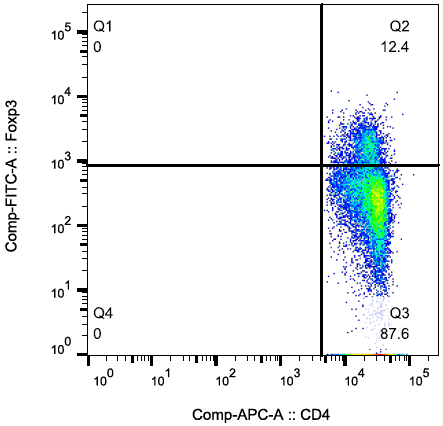 Q1
0
Q2
12.4
Q4
0
Q3
87.6
10^5
10^4
10^3
10^2
10^1
10^0
10^0 10^1 10^2 10^3 10^4 10^5
Comp-FITC-A :: Foxp3
Comp-APC-A :: CD4